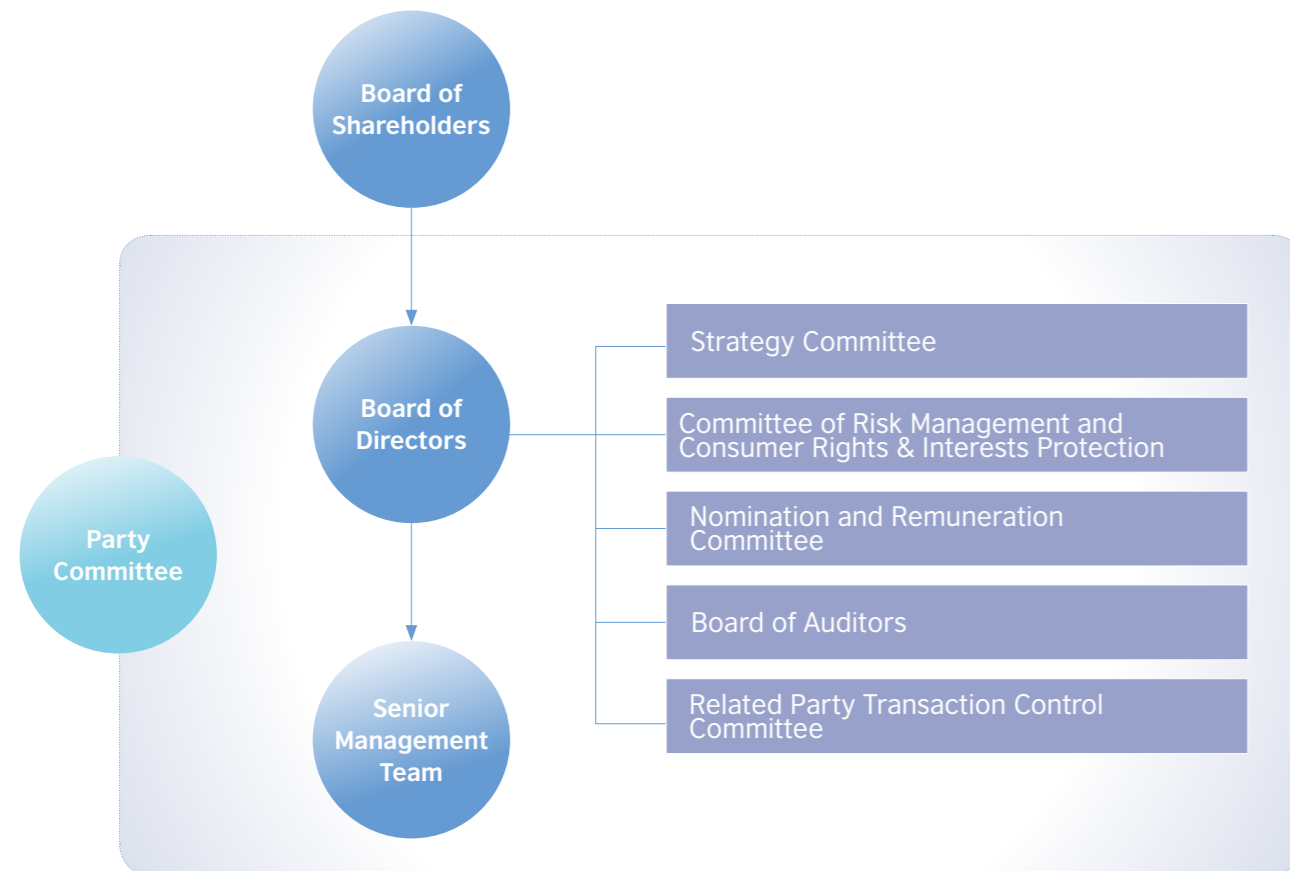 Board of
Shareholders
Board of
Directors
Party
Committee
Senior
Management
Team
Strategy Committee
Committee of Risk Management and
Consumer Rights & Interests Protection
Nomination and Remuneration
Committee
Board of Auditors
Related Party Transaction Control
Committee